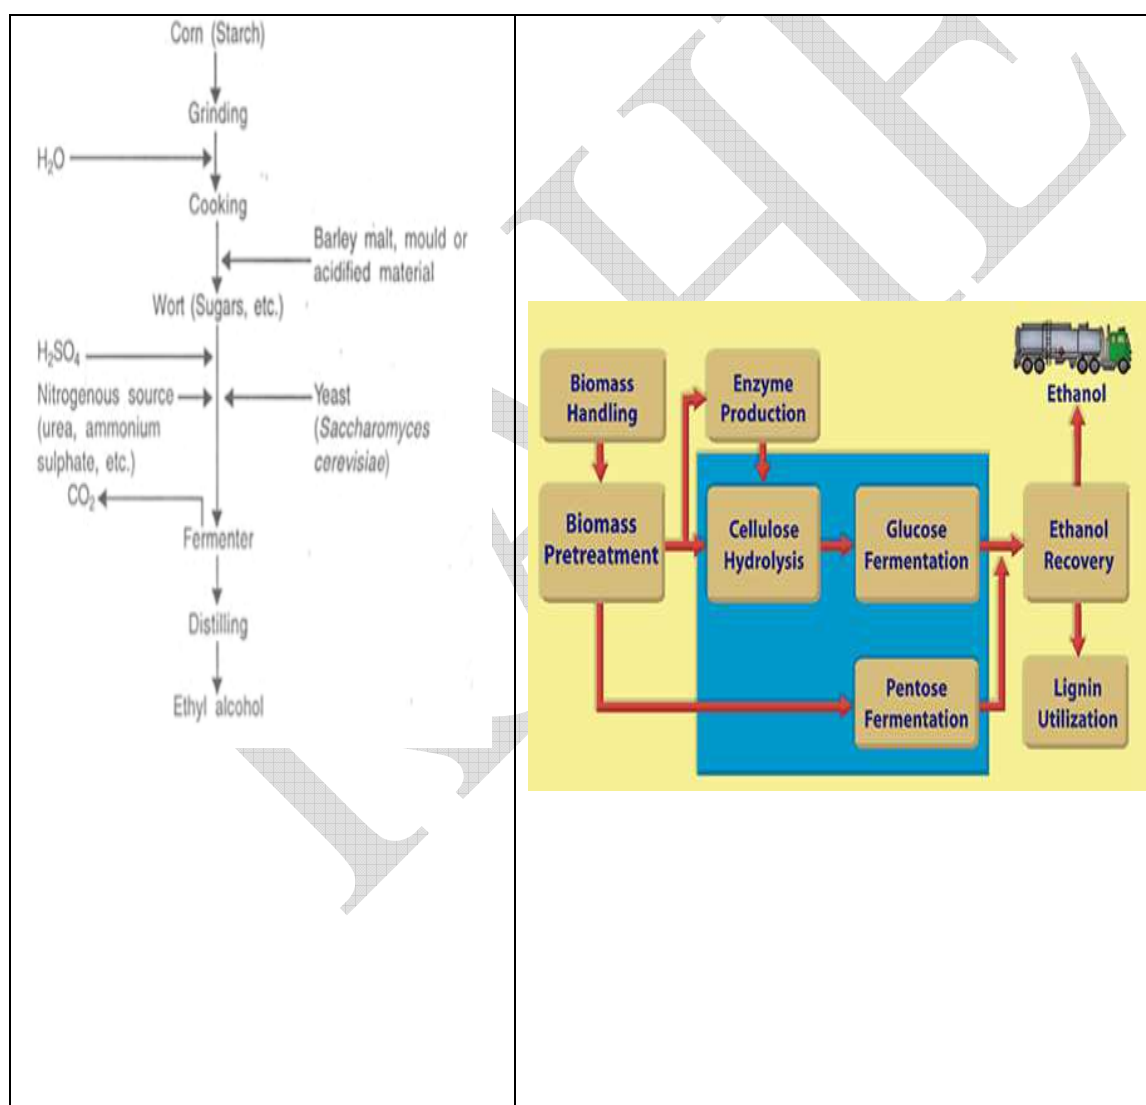 Corn (Starch)
Grinding
H₂O
Cooking
Barley malt, mould or
acidified material
Wort (Sugars, etc.)
H₂SO₄
Nitrogenous source
(urea, ammonium
sulphate, etc.)
Yeast
(Saccharomyces
cerevisiae)
CO₂
Fermenter
Distilling
Ethyl alcohol
Biomass
Handling
Enzyme
Production
Ethanol
Biomass
Pretreatment
Cellulose
Hydrolysis
Glucose
Fermentation
Ethanol
Recovery
Pentose
Fermentation
Lignin
Utilization